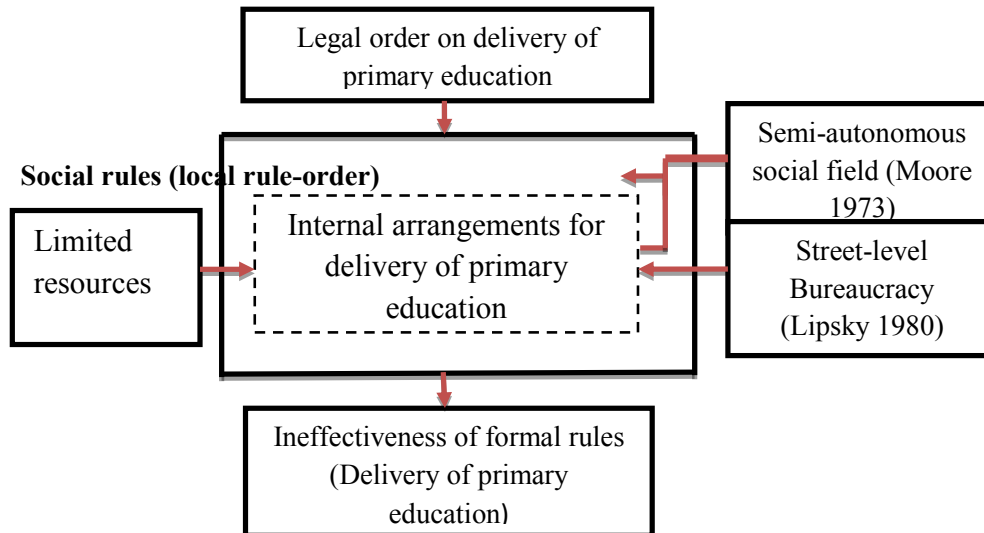 Legal order on delivery of
primary education
Semi-autonomous
social field (Moore
1973)
Social rules (local rule-order)
Limited
resources
Internal arrangements for
delivery of primary
education
Street-level
Bureaucracy
(Lipsky 1980)
Ineffectiveness of formal rules
(Delivery of primary
education)